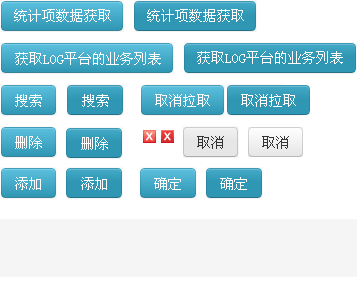 统计项数据获取 统计项数据获取
获取LOG平台的业务列表 获取LOG平台的业务列表
搜索 搜索 取消拉取 取消拉取
删除 删除 X X 取消 取消
添加 添加 确定 确定